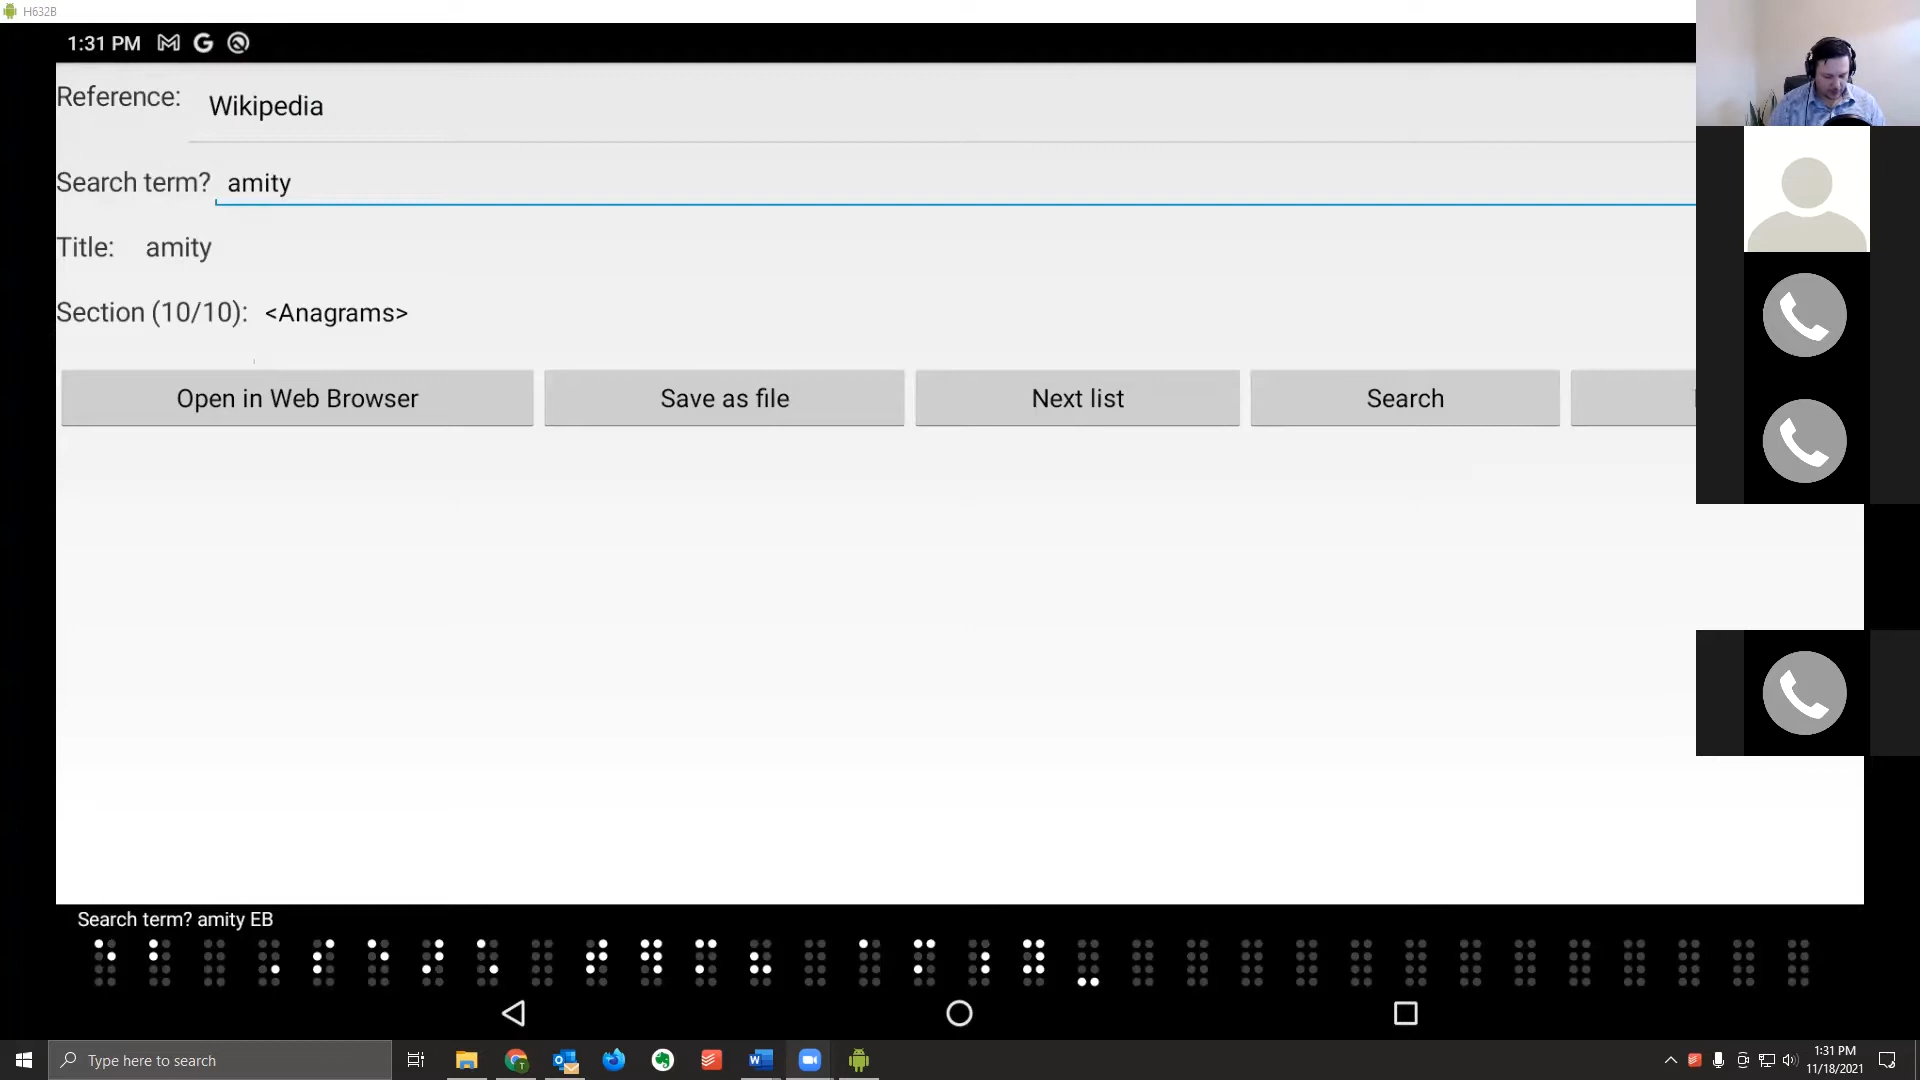 H632B
1:31 PM
Reference: Wikipedia
Search term? amity
Title: amity
Section (10/10): <Anagrams>
Open in Web Browser Save as file Next list Search
Search term? amity EB
Type here to search
1:31 PM
11/18/2021